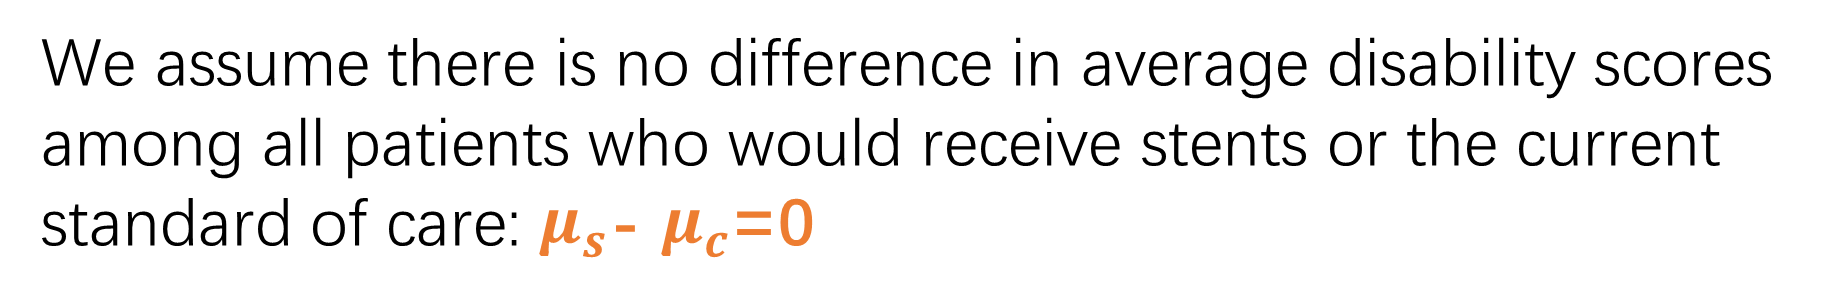 We assume there is no difference in average disability scores
among all patients who would receive stents or the current
standard of care: μₛ- μ꜀=0